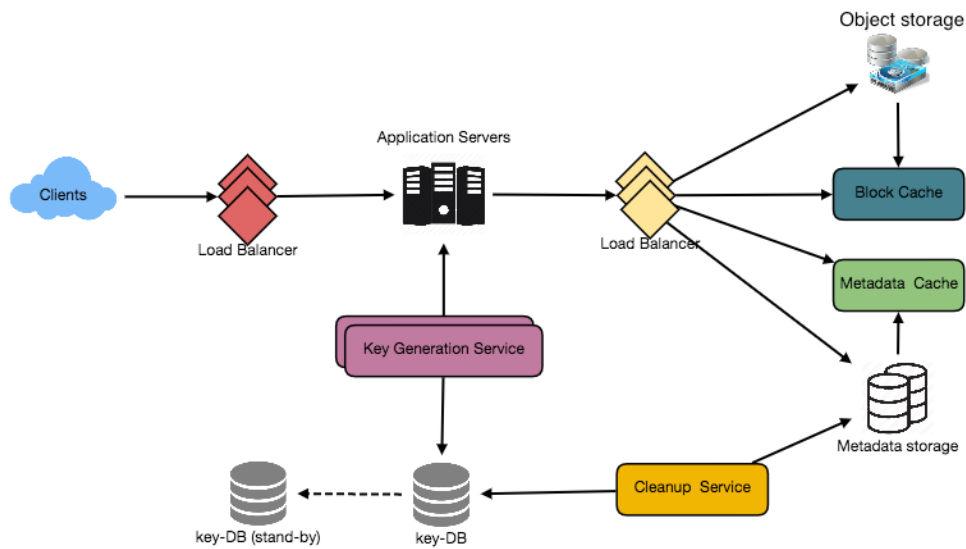 Object storage
Application Servers
Clients
Block Cache
Load Balancer
Load Balancer
Metadata  Cache
Key Generation Service
Metadata storage
Cleanup  Service
key-DB (stand-by)
key-DB